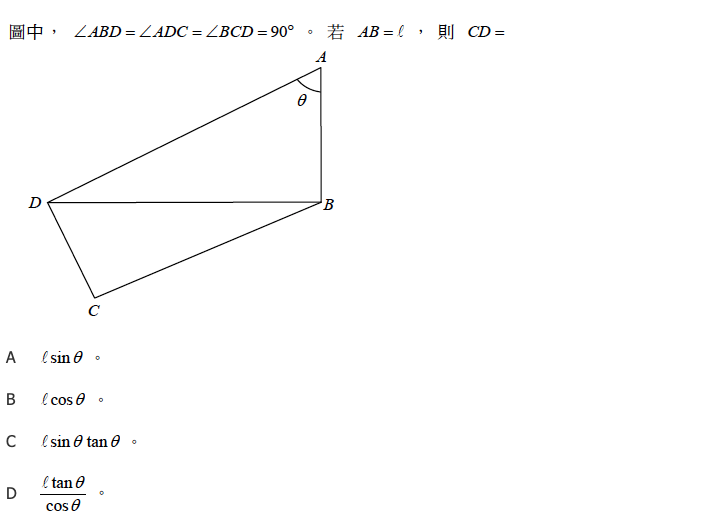 圖中， ∠ABD = ∠ADC = ∠BCD = 90° 。 若 AB = ℓ ， 則 CD =
A
θ
D
B
C
A ℓ sin θ 。
B ℓ cos θ 。
C ℓ sin θ tan θ 。
D ℓ tan θ / cos θ 。